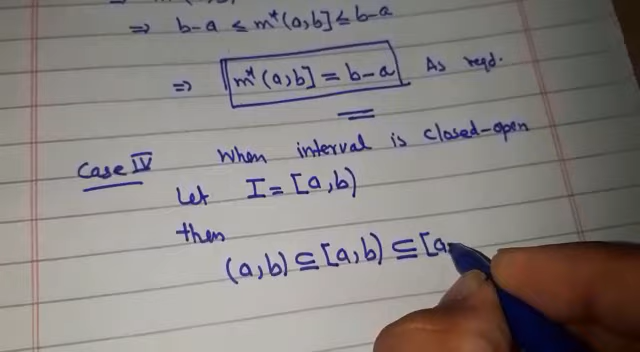 ⇒ b-a ≤ m*(a,b] ≤ b-a
⇒ m*(a,b] = b-a As reqd.
Case IV When interval is closed-open
Let I = [a,b)
then
(a,b) ⊆ [a,b) ⊆ [a,